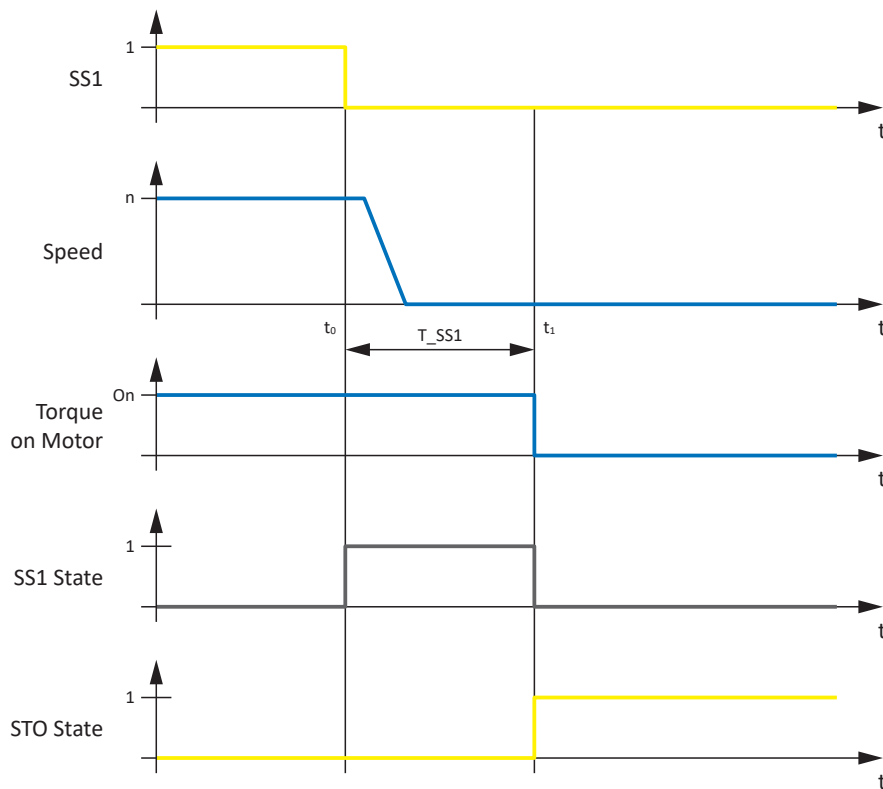 1
SS1
t
n
Speed
t
t₀
T_SS1
t₁
On
Torque
on Motor
t
1
SS1 State
t
1
STO State
t